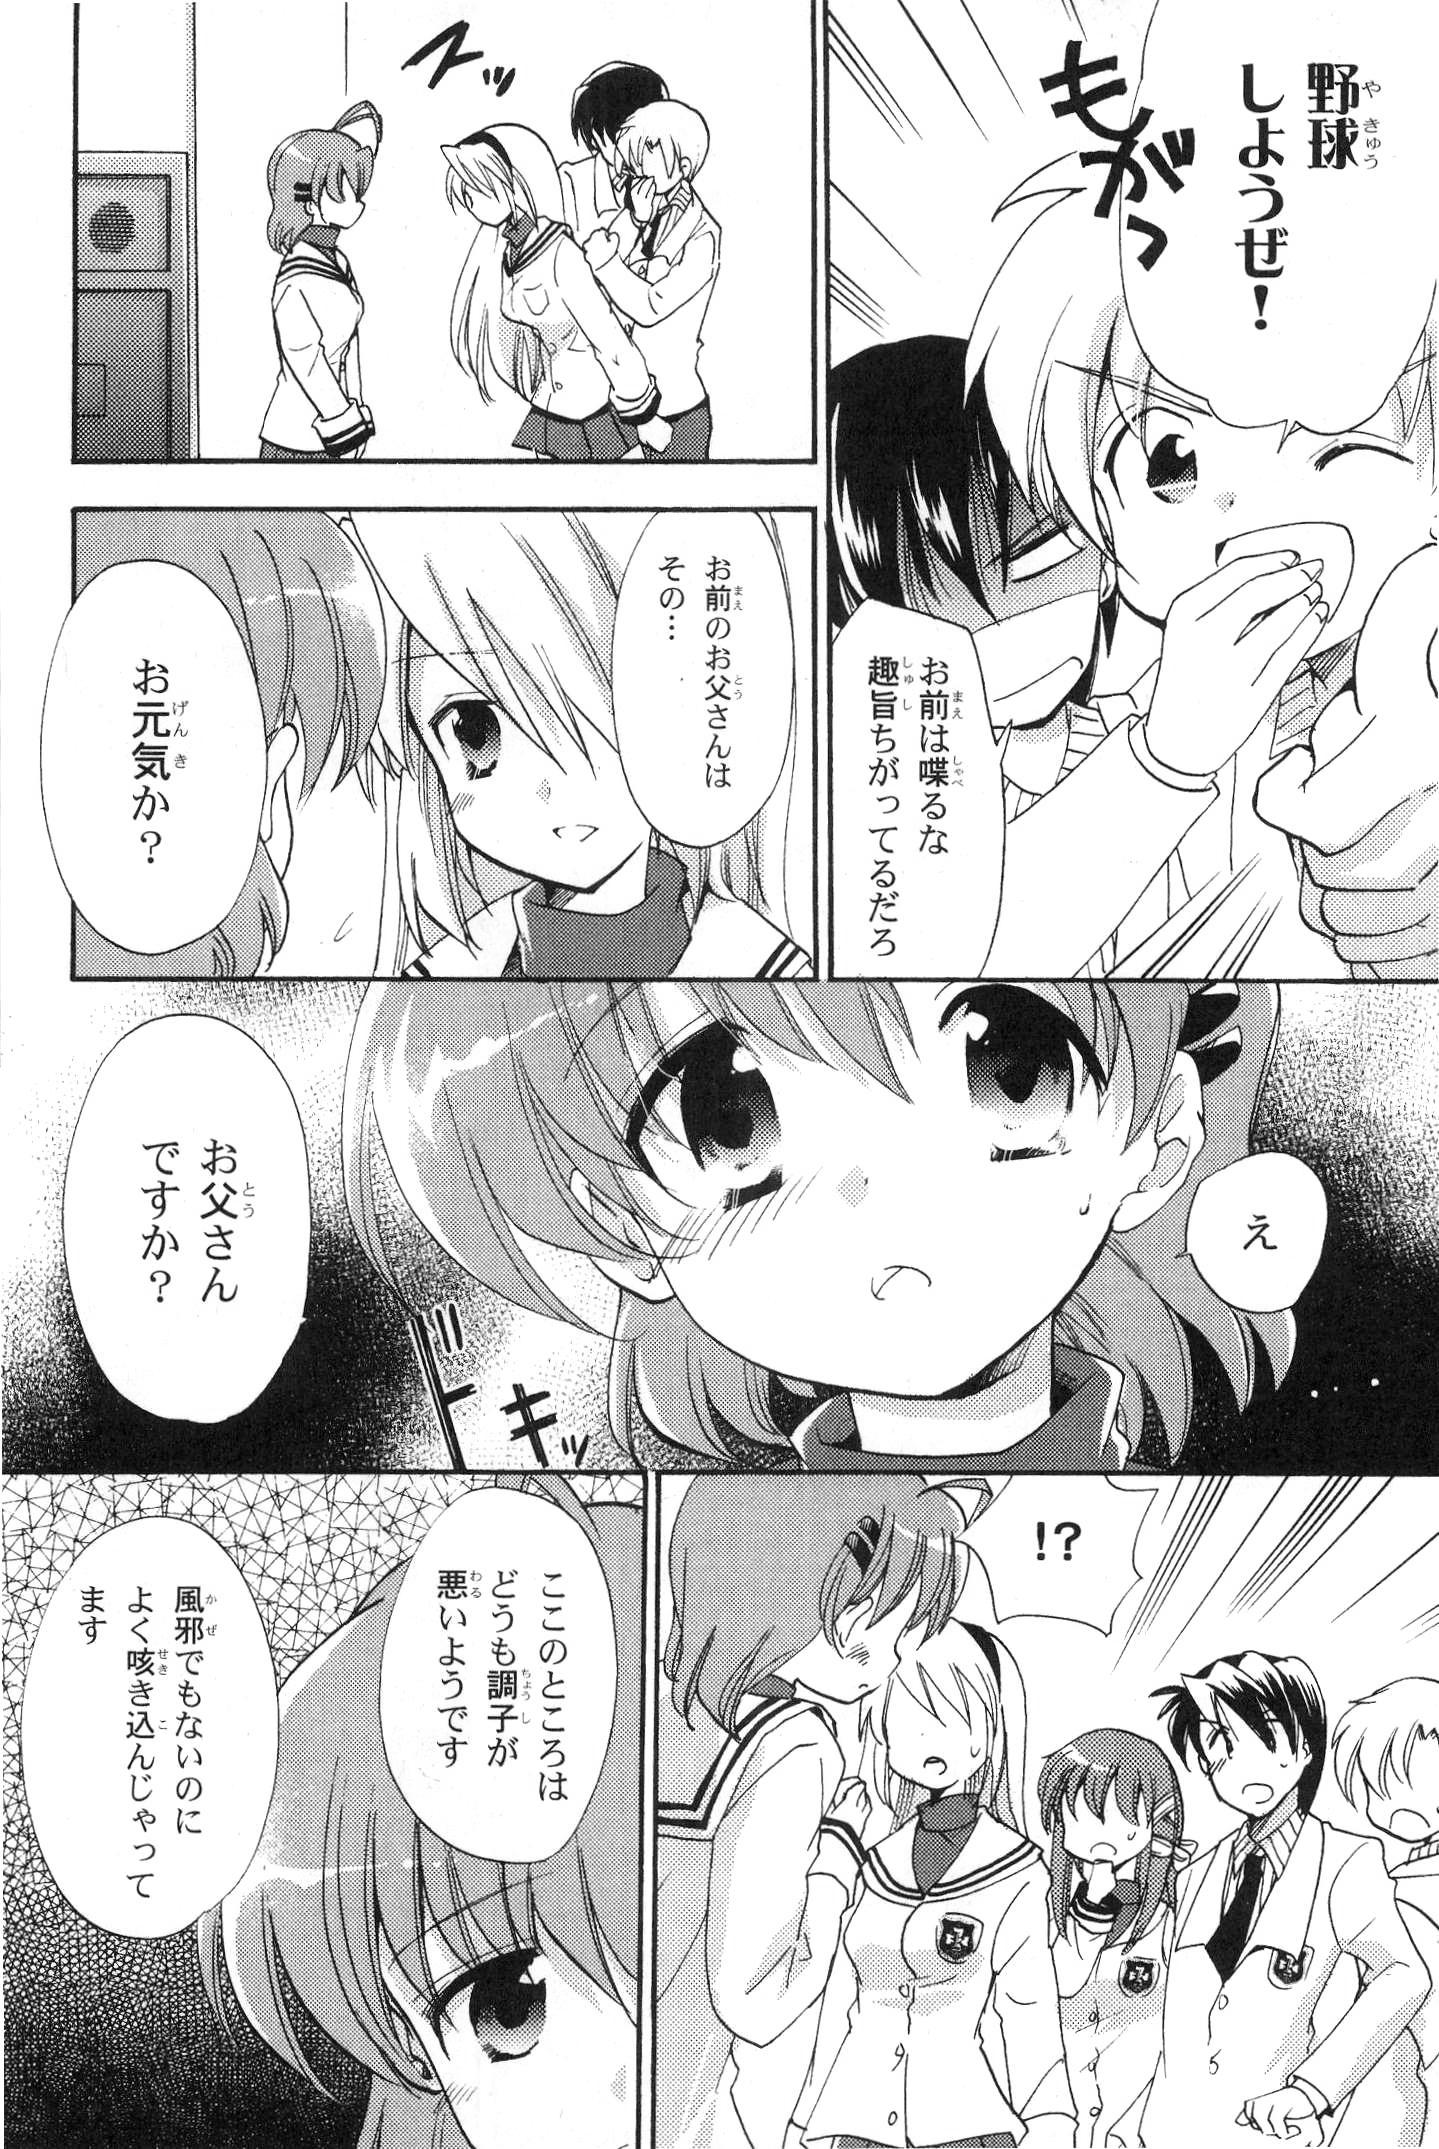 野球
しようぜ！
もがっ
お前は喋るな
趣旨ちがってるだろ
スッ
お前のお父さんは
その…
お元気か？
え
お父さん
ですか？
ドキッ
!?
ここのところは
どうも調子が
悪いようです
風邪でもないのに
よく咳き込んじゃって
ます